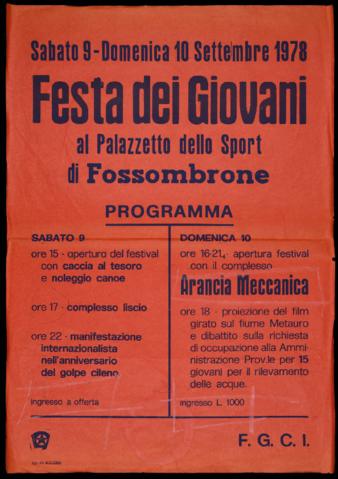 Sabato 9 - Domenica 10 Settembre 1978
Festa dei Giovani
al Palazzetto dello Sport
di Fossombrone
PROGRAMMA
SABATO 9
ore 15 - apertura del festival
con caccia al tesoro
e noleggio canoe
ore 17 - complesso liscio
ore 22 - manifestazione
internazionalista
nell'anniversario
del golpe cileno
ingresso a offerta
DOMENICA 10
ore 16-21, apertura festival
con il complesso
Arancia Meccanica
ore 18 - proiezione del film
girato sul fiume Metauro
e dibattito sulla richiesta
di occupazione alla Ammi-
nistrazione Prov.le per 15
giovani per il rilevamento
delle acque.
ingresso L. 1000
F. G. C. I.